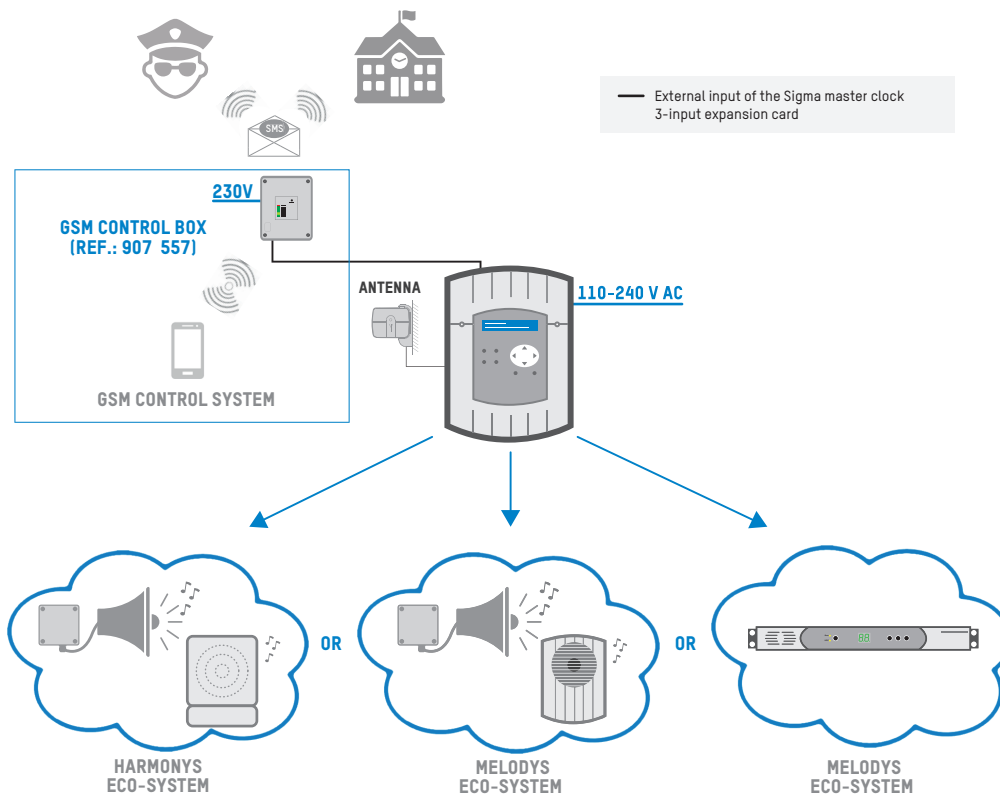 SMS
External input of the Sigma master clock
3-input expansion card
230V
GSM CONTROL BOX
(REF.: 907 557)
ANTENNA
110-240 V AC
GSM CONTROL SYSTEM
OR
OR
88
HARMONYS
ECO-SYSTEM
MELODYS
ECO-SYSTEM
MELODYS
ECO-SYSTEM